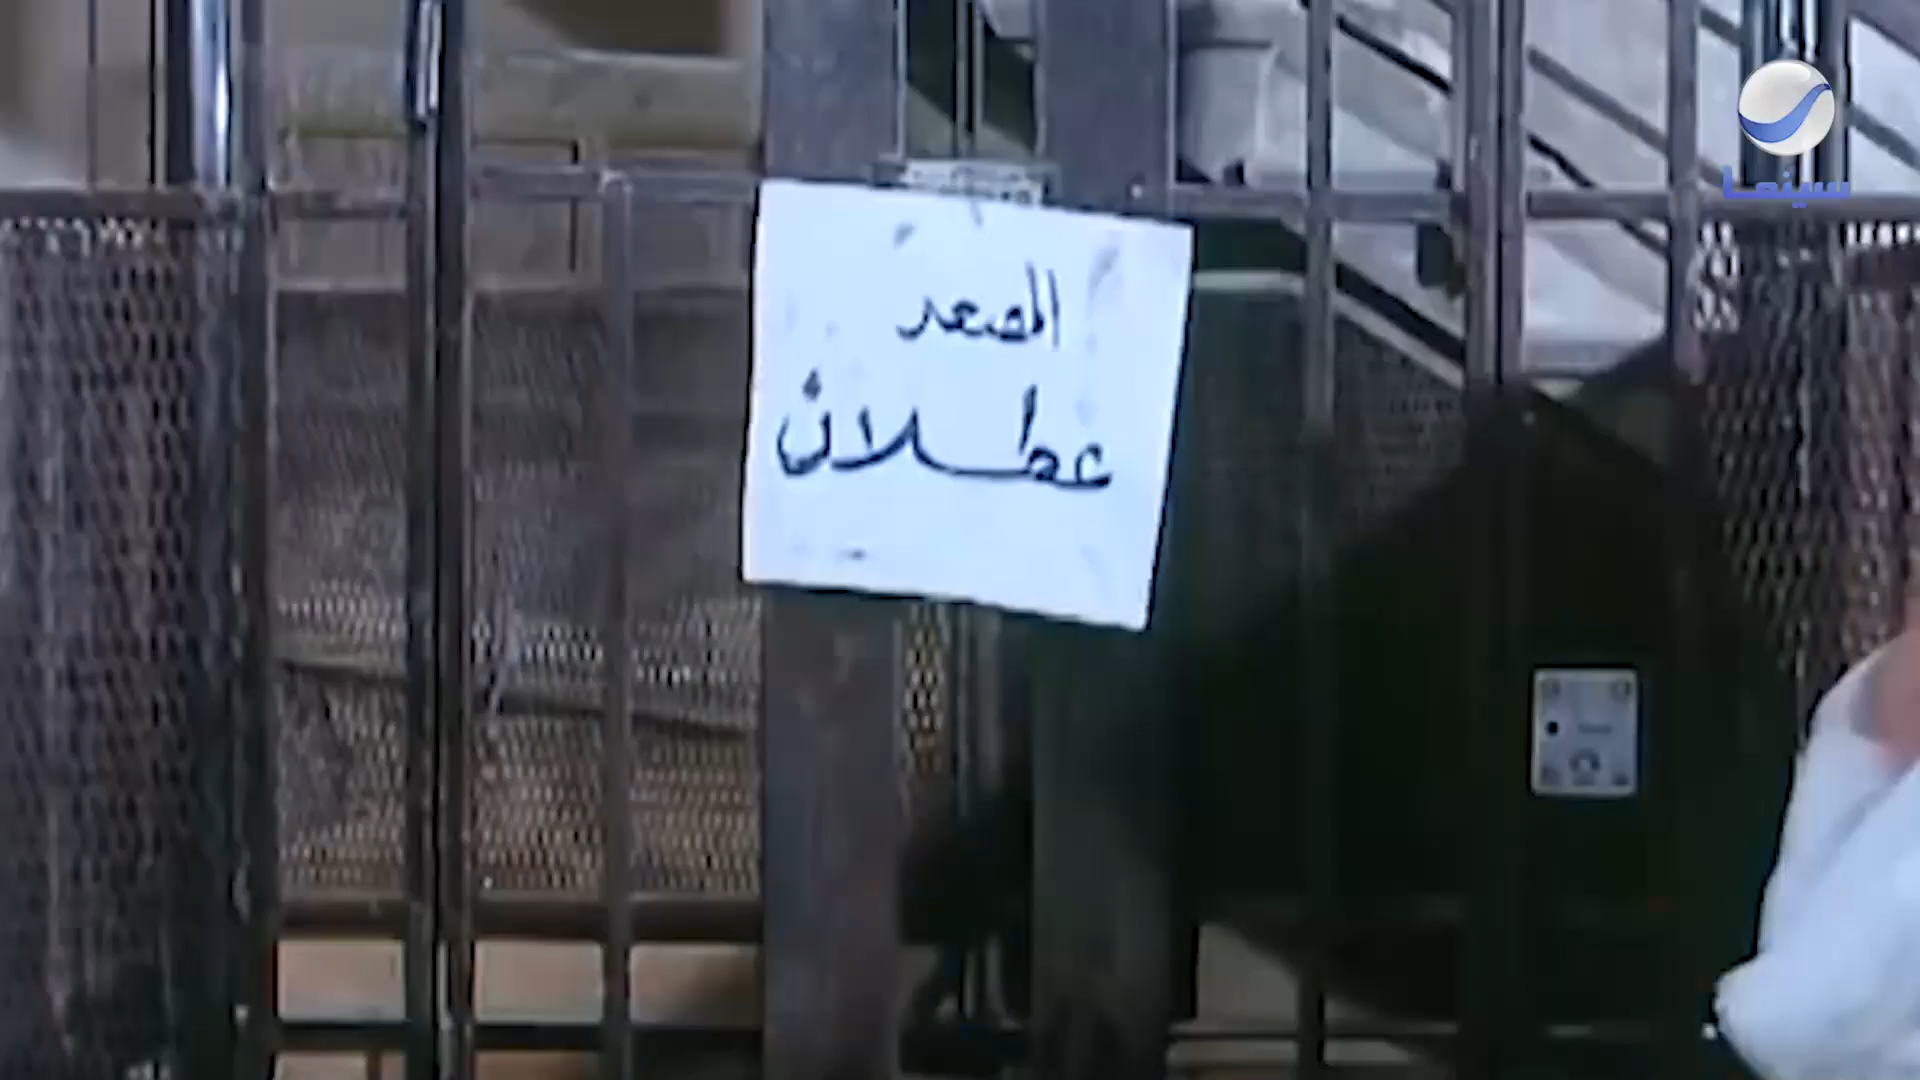 سينما
المصعد
عطلان